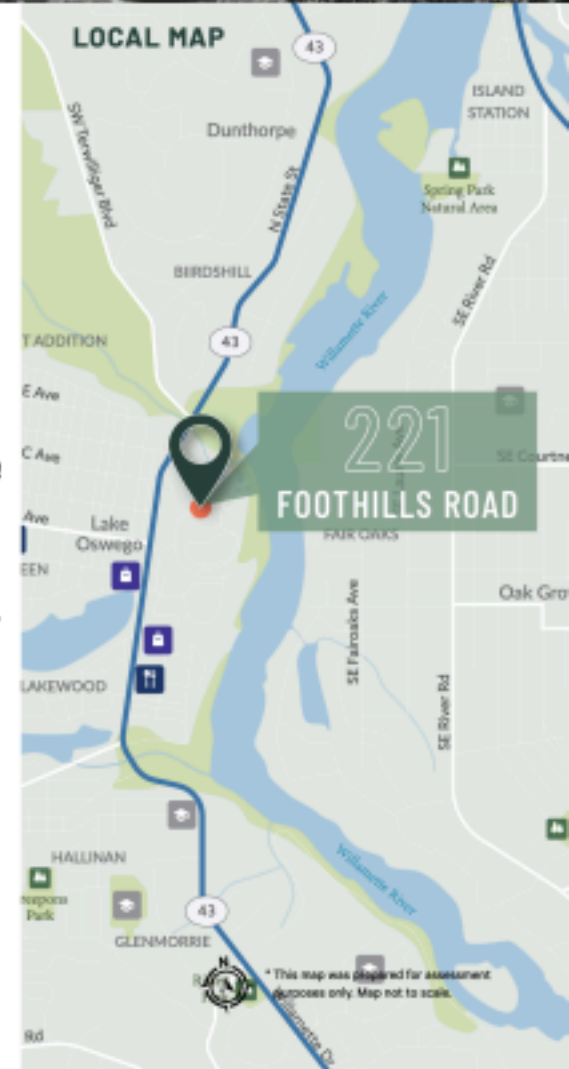 LOCAL MAP
43
ISLAND
STATION
Dunthorpe
SW Terwilliger Blvd
Spring Park
Natural Area
N State St
BIRDSHILL
SE River Rd
Willamette River
43
T ADDITION
E Ave
221
C Ave
SE Courtne
FOOTHILLS ROAD
Ave
Lake
Oswego
FAIR OAKS
EEN
SE Fairoaks Ave
Oak Gro
LAKEWOOD
SE River Rd
HALLINAN
Willamette River
Park
43
GLENMORRIE
N
* This map was prepared for assessment
purposes only. Map not to scale.
Willamette Dr
Rd